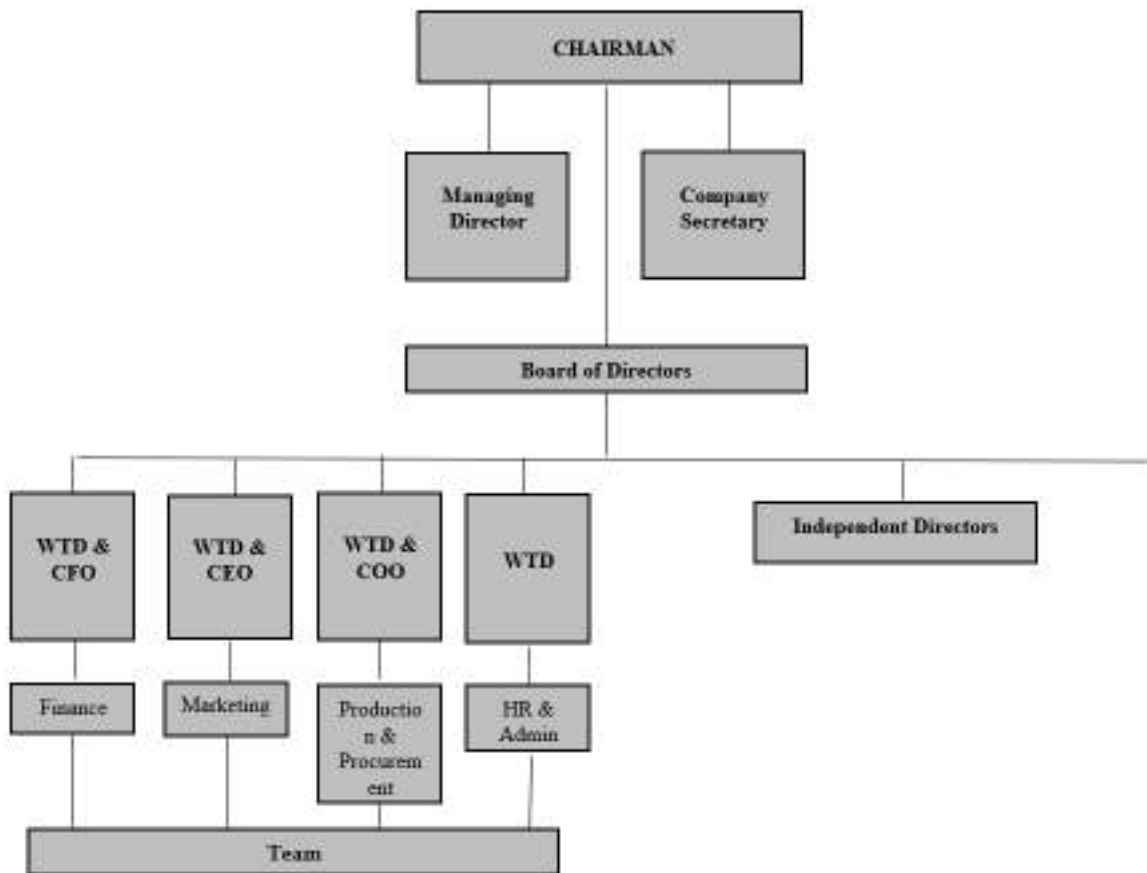 CHAIRMAN
Managing
Director
Company
Secretary
Board of Directors
WTD &
CFO
WTD &
CEO
WTD &
COO
WTD
Independent Directors
Finance
Marketing
Productio
n &
Procurem
ent
HR &
Admin
Team